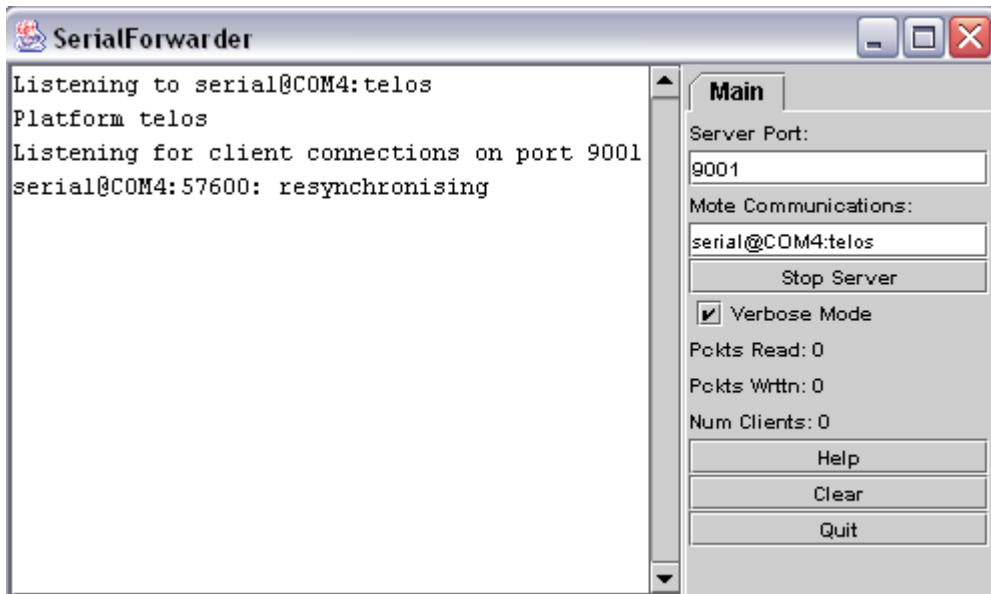 SerialForwarder
Listening to serial@COM4:telos
Platform telos
Listening for client connections on port 9001
serial@COM4:57600: resynchronising
Main
Server Port:
9001
Mote Communications:
serial@COM4:telos
Stop Server
Verbose Mode
Pckts Read: 0
Pckts Wrttn: 0
Num Clients: 0
Help
Clear
Quit